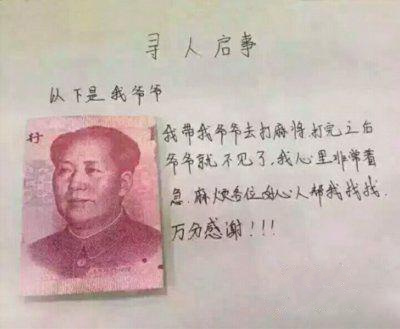 寻人启事
以下是我爷爷
我带我爷爷去打麻将打完之后
爷爷就不见了.我心里非常着
急.麻烦各位好心人帮我找找.
万分感谢!!!
行